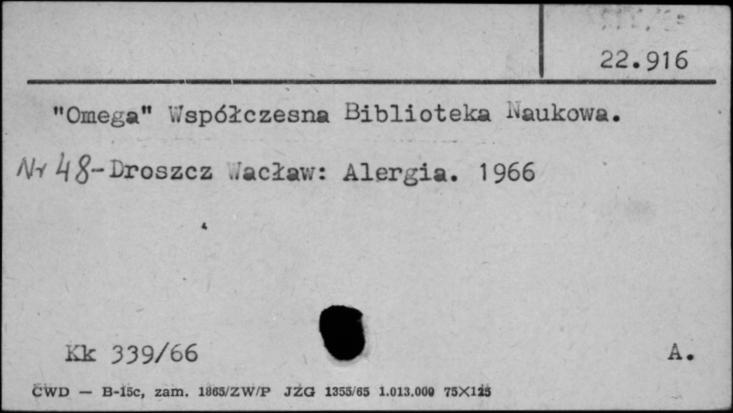 22.916
"Omega" Współczesna Biblioteka Naukowa.
Nr 48-Droszcz Wacław: Alergia. 1966
Kk 339/66
A.
CWD — B-15c, zam. 1865/ZW/P JZG 1355/65 1.013.000 75X125